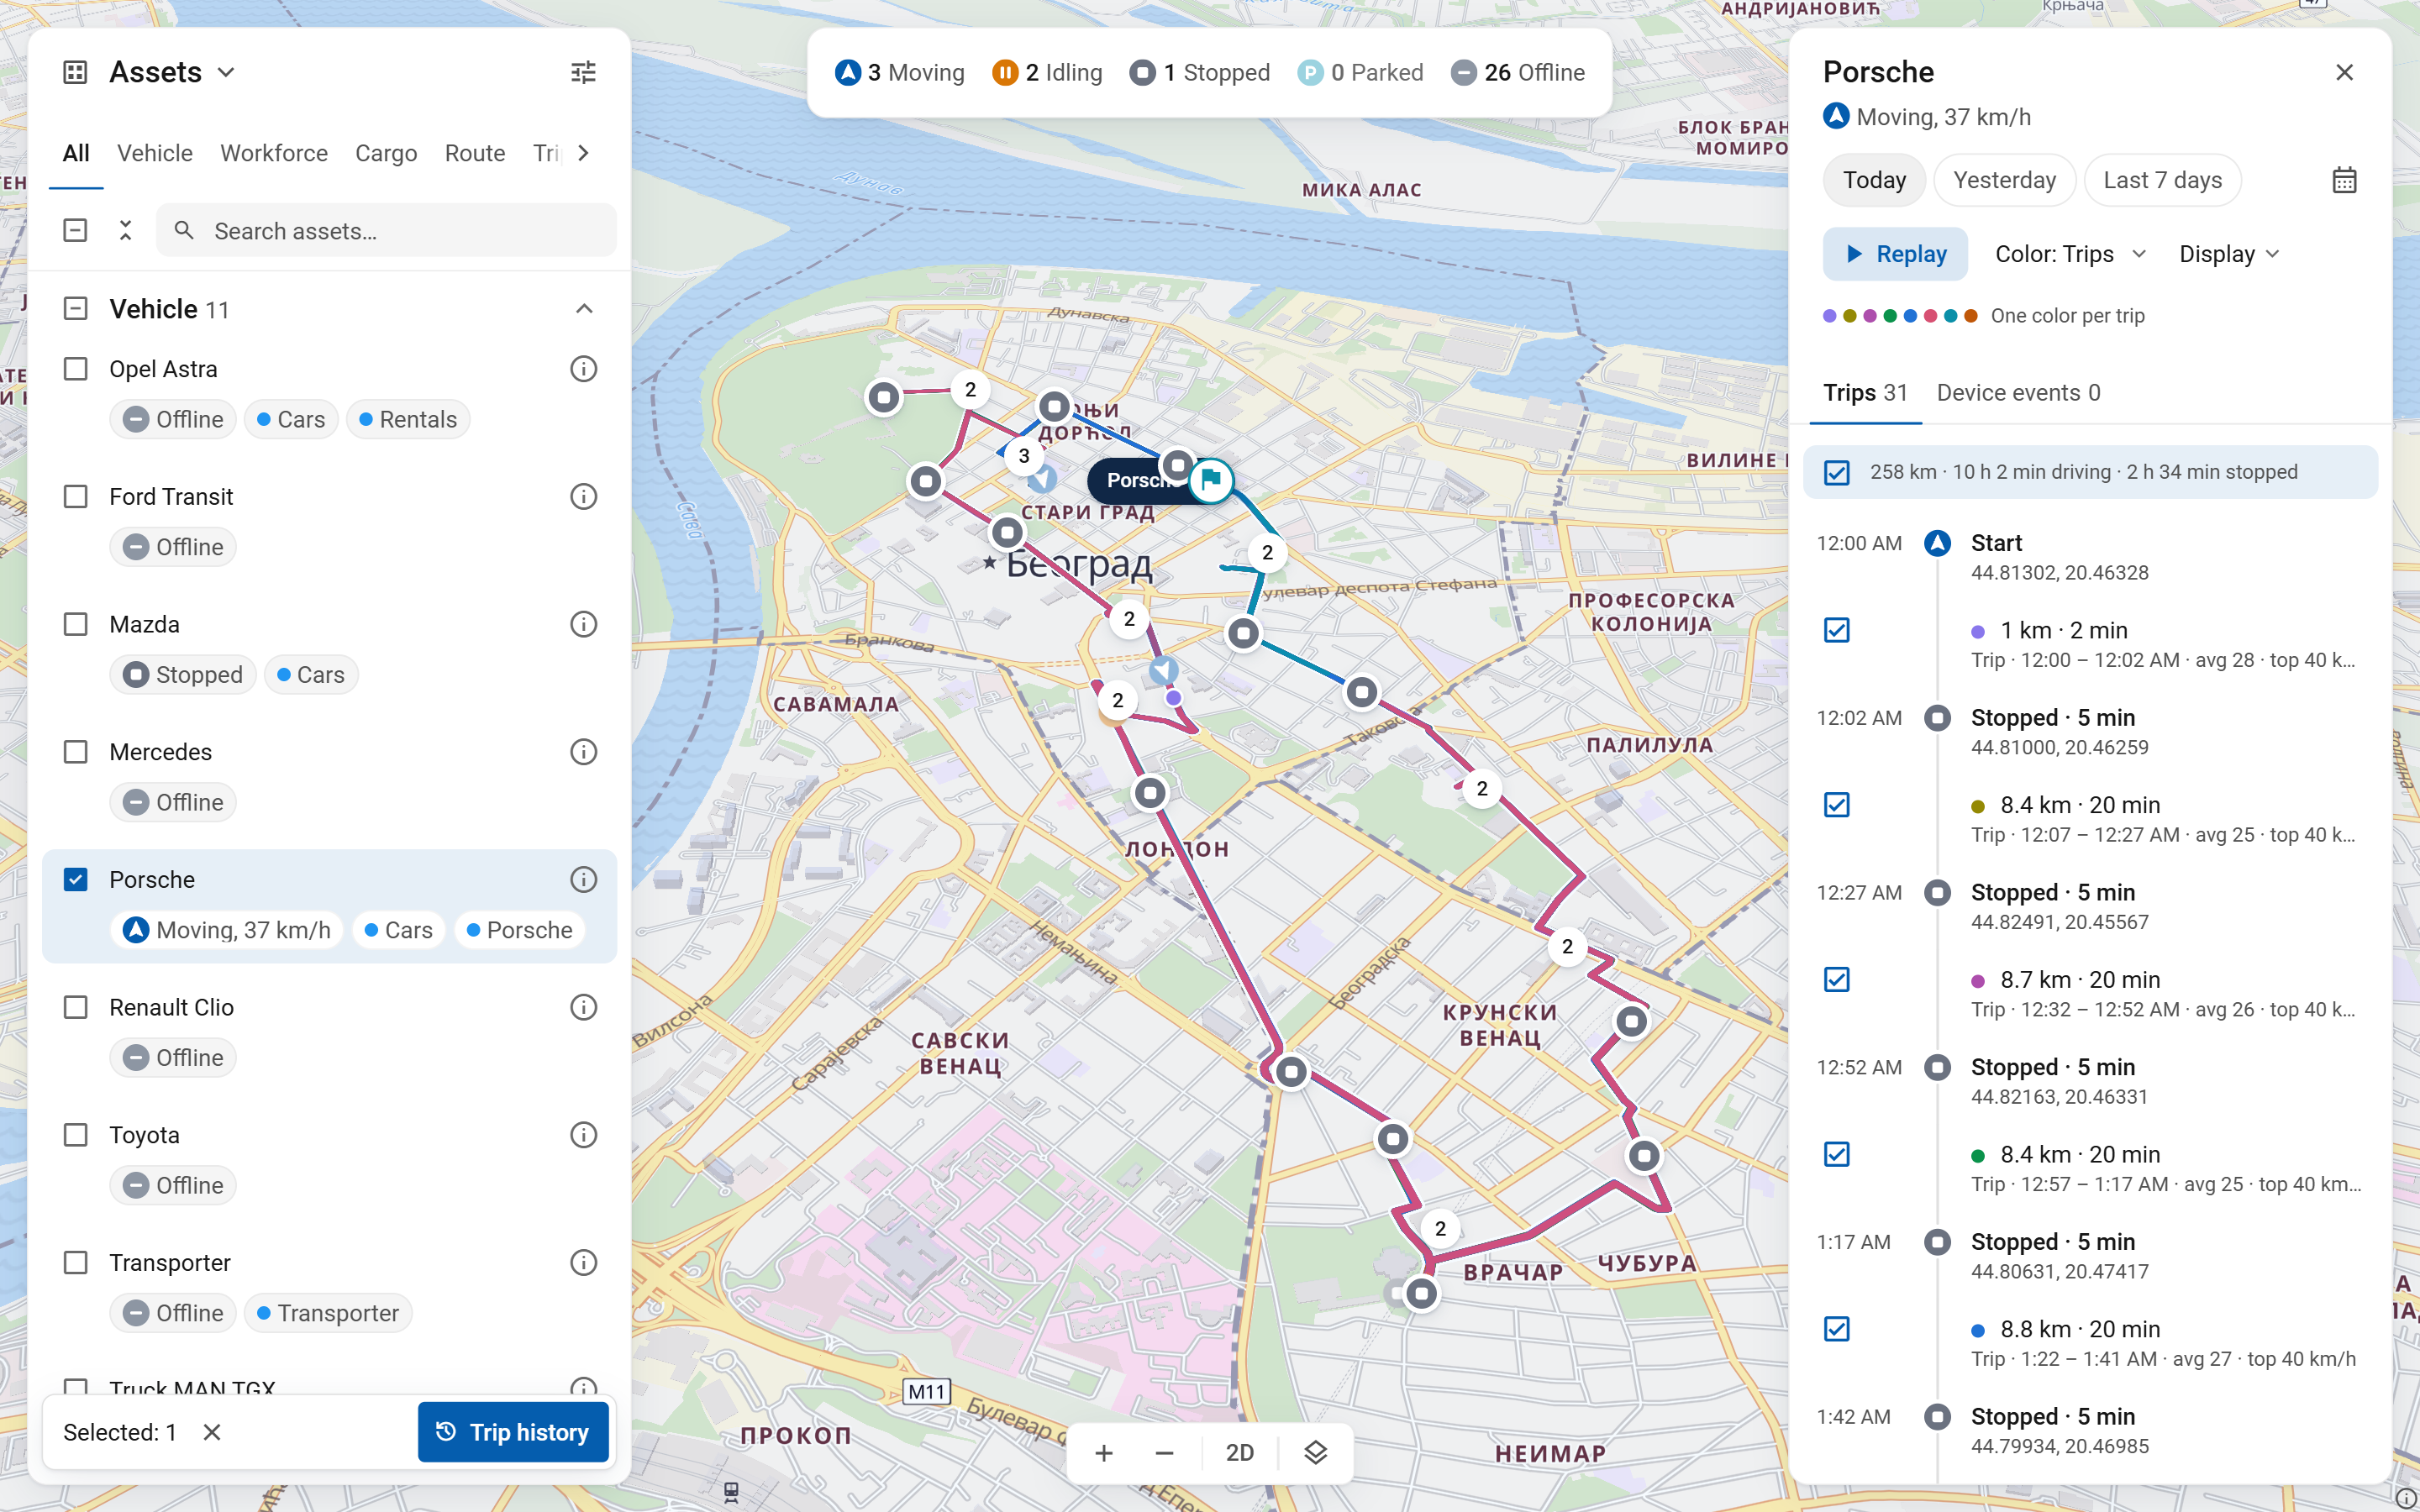 Assets
All Vehicle Workforce Cargo Route
Search assets...
Vehicle 11
Opel Astra
Offline Cars Rentals
Ford Transit
Offline
Mazda
Stopped Cars
Mercedes
Offline
Porsche
Moving, 37 km/h Cars Porsche
Renault Clio
Offline
Toyota
Offline
Transporter
Offline Transporter
Truck MAN TGX
Selected: 1
Trip history
3 Moving 2 Idling 1 Stopped P 0 Parked 26 Offline
АНДРИЈАНОВИЋ
Крњача
МИКА АЛАС
Дунав
Сава
Дунавска
2
ДОРЋОЛ
3
СТАРИ ГРАД
Београд
2
2
ПРОФЕСОРСКА
КОЛОНИЈА
Бранкова
САВАМАЛА
2
Таковска
ПАЛИЛУЛА
2
ЛОНДОН
2
Немањина
Београдска
Вилсона
Сарајевска
САВСКИ
ВЕНАЦ
КРУНСКИ
ВЕНАЦ
2
ВРАЧАР
ЧУБУРА
M11
ПРОКОП
НЕИМАР
2D
Porsche
Moving, 37 km/h
Today Yesterday Last 7 days
Replay Color: Trips Display
One color per trip
Trips 31 Device events 0
258 km · 10 h 2 min driving · 2 h 34 min stopped
12:00 AM Start
44.81302, 20.46328
1 km · 2 min
Trip · 12:00 – 12:02 AM · avg 28 · top 40 k...
12:02 AM Stopped · 5 min
44.81000, 20.46259
8.4 km · 20 min
Trip · 12:07 – 12:27 AM · avg 25 · top 40 k...
12:27 AM Stopped · 5 min
44.82491, 20.45567
8.7 km · 20 min
Trip · 12:32 – 12:52 AM · avg 26 · top 40 k...
12:52 AM Stopped · 5 min
44.82163, 20.46331
8.4 km · 20 min
Trip · 12:57 – 1:17 AM · avg 25 · top 40 km...
1:17 AM Stopped · 5 min
44.80631, 20.47417
8.8 km · 20 min
Trip · 1:22 – 1:41 AM · avg 27 · top 40 km/h
1:42 AM Stopped · 5 min
44.79934, 20.46985